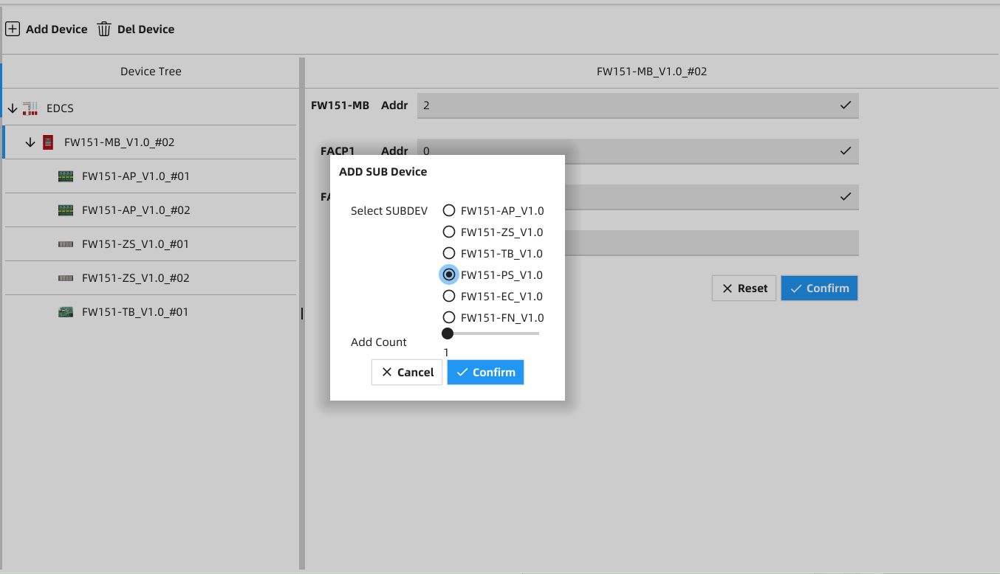 Add Device Del Device
Device Tree
FW151-MB_V1.0_#02
EDCS
FW151-MB_V1.0_#02
FW151-AP_V1.0_#01
FW151-AP_V1.0_#02
FW151-ZS_V1.0_#01
FW151-ZS_V1.0_#02
FW151-TB_V1.0_#01
FW151-MB Addr 2
FACP1 Addr 0
ADD SUB Device
Select SUBDEV
FW151-AP_V1.0
FW151-ZS_V1.0
FW151-TB_V1.0
FW151-PS_V1.0
FW151-EC_V1.0
FW151-FN_V1.0
Add Count
1
Cancel Confirm
Reset Confirm